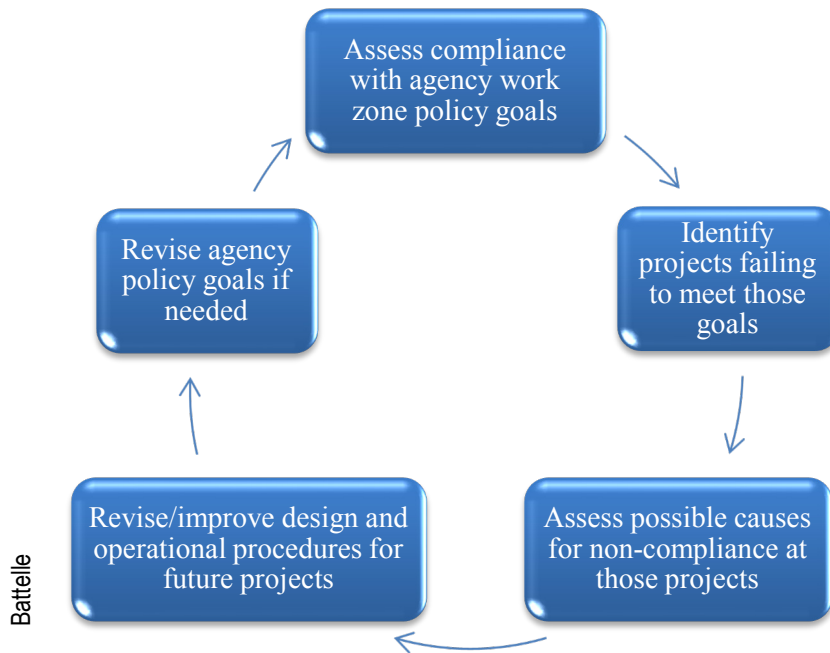 Assess compliance
with agency work
zone policy goals
Identify
projects failing
to meet those
goals
Assess possible causes
for non-compliance at
those projects
Revise/improve design and
operational procedures for
future projects
Revise agency
policy goals if
needed
Battelle